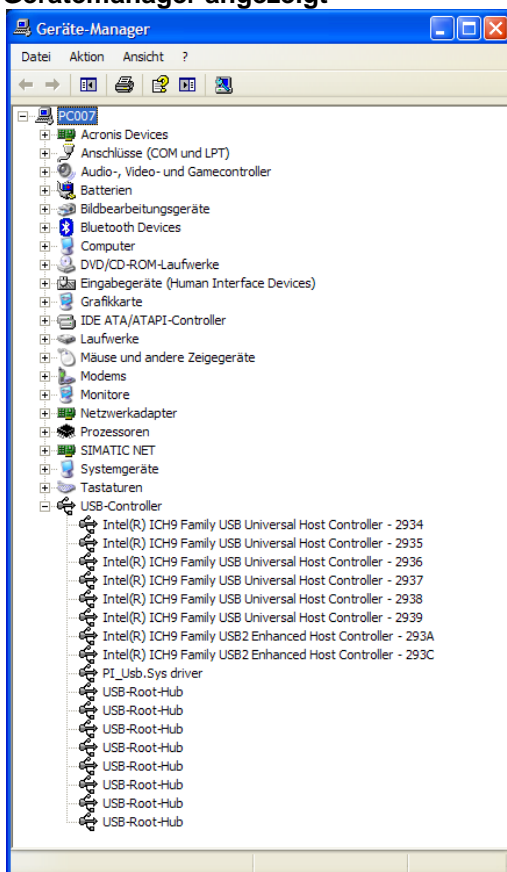 Gerätemanager angezeigt
Geräte-Manager
Datei Aktion Ansicht ?
PC007
Acronis Devices
Anschlüsse (COM und LPT)
Audio-, Video- und Gamecontroller
Batterien
Bildbearbeitungsgeräte
Bluetooth Devices
Computer
DVD/CD-ROM-Laufwerke
Eingabegeräte (Human Interface Devices)
Grafikkarte
IDE ATA/ATAPI-Controller
Laufwerke
Mäuse und andere Zeigegeräte
Modems
Monitore
Netzwerkadapter
Prozessoren
SIMATIC NET
Systemgeräte
Tastaturen
USB-Controller
Intel(R) ICH9 Family USB Universal Host Controller - 2934
Intel(R) ICH9 Family USB Universal Host Controller - 2935
Intel(R) ICH9 Family USB Universal Host Controller - 2936
Intel(R) ICH9 Family USB Universal Host Controller - 2937
Intel(R) ICH9 Family USB Universal Host Controller - 2938
Intel(R) ICH9 Family USB Universal Host Controller - 2939
Intel(R) ICH9 Family USB2 Enhanced Host Controller - 293A
Intel(R) ICH9 Family USB2 Enhanced Host Controller - 293C
PI_Usb.Sys driver
USB-Root-Hub
USB-Root-Hub
USB-Root-Hub
USB-Root-Hub
USB-Root-Hub
USB-Root-Hub
USB-Root-Hub
USB-Root-Hub